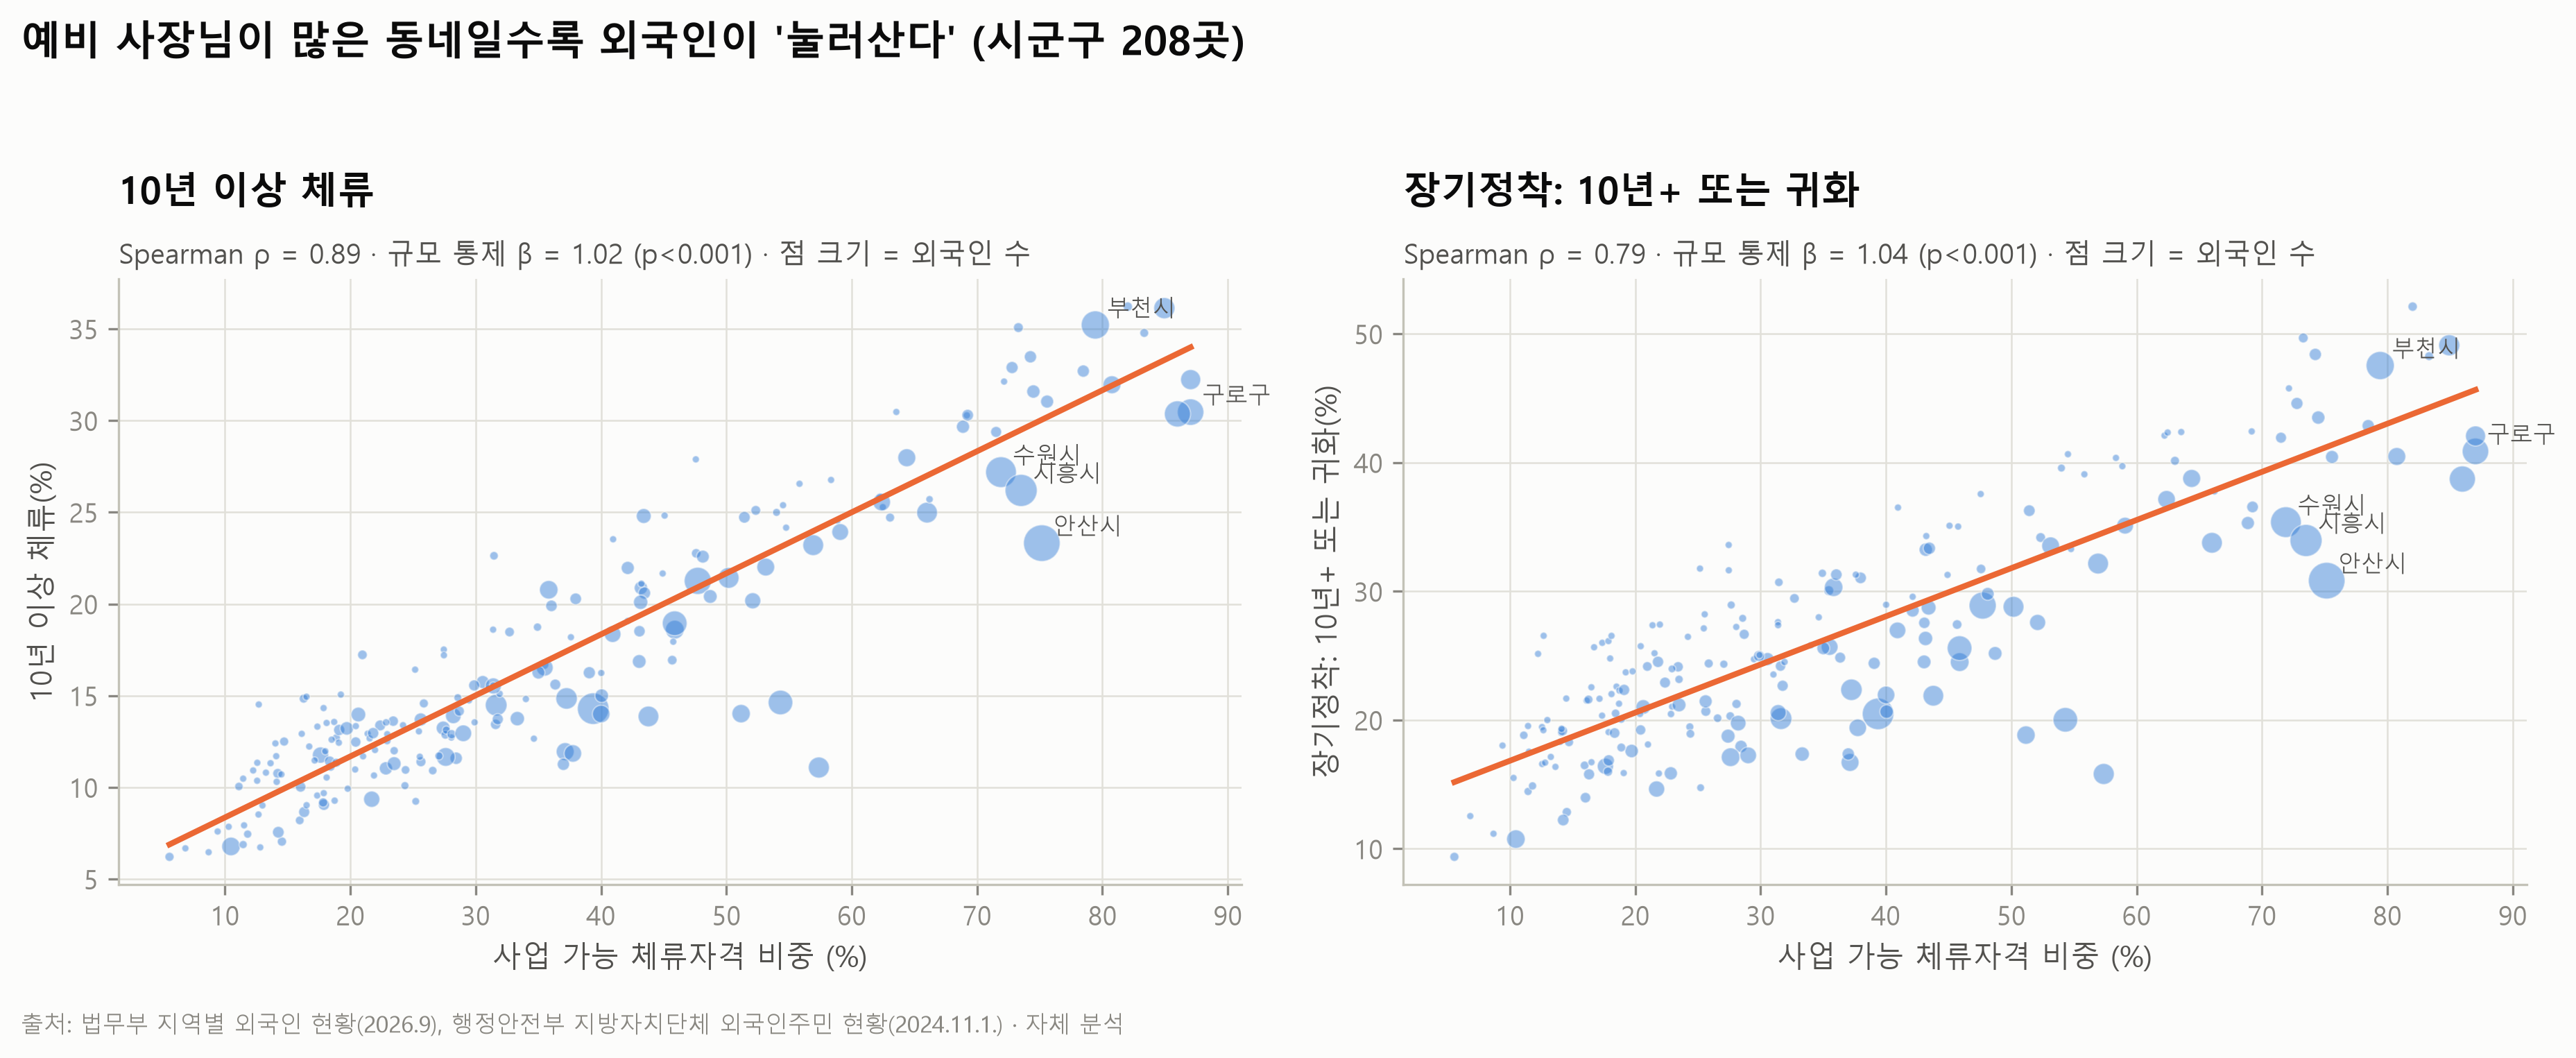 예비 사장님이 많은 동네일수록 외국인이 '눌러산다' (시군구 208곳)
10년 이상 체류
Spearman ρ = 0.89 · 규모 통제 β = 1.02 (p<0.001) · 점 크기 = 외국인 수
10년 이상 체류(%)
35
30
25
20
15
10
5
부천시
구로구
수원시
시흥시
안산시
10 20 30 40 50 60 70 80 90
사업 가능 체류자격 비중 (%)
장기정착: 10년+ 또는 귀화
Spearman ρ = 0.79 · 규모 통제 β = 1.04 (p<0.001) · 점 크기 = 외국인 수
장기정착: 10년+ 또는 귀화(%)
50
40
30
20
10
부천시
구로구
수원시
시흥시
안산시
10 20 30 40 50 60 70 80 90
사업 가능 체류자격 비중 (%)
출처: 법무부 지역별 외국인 현황(2026.9), 행정안전부 지방자치단체 외국인주민 현황(2024.11.1.) · 자체 분석